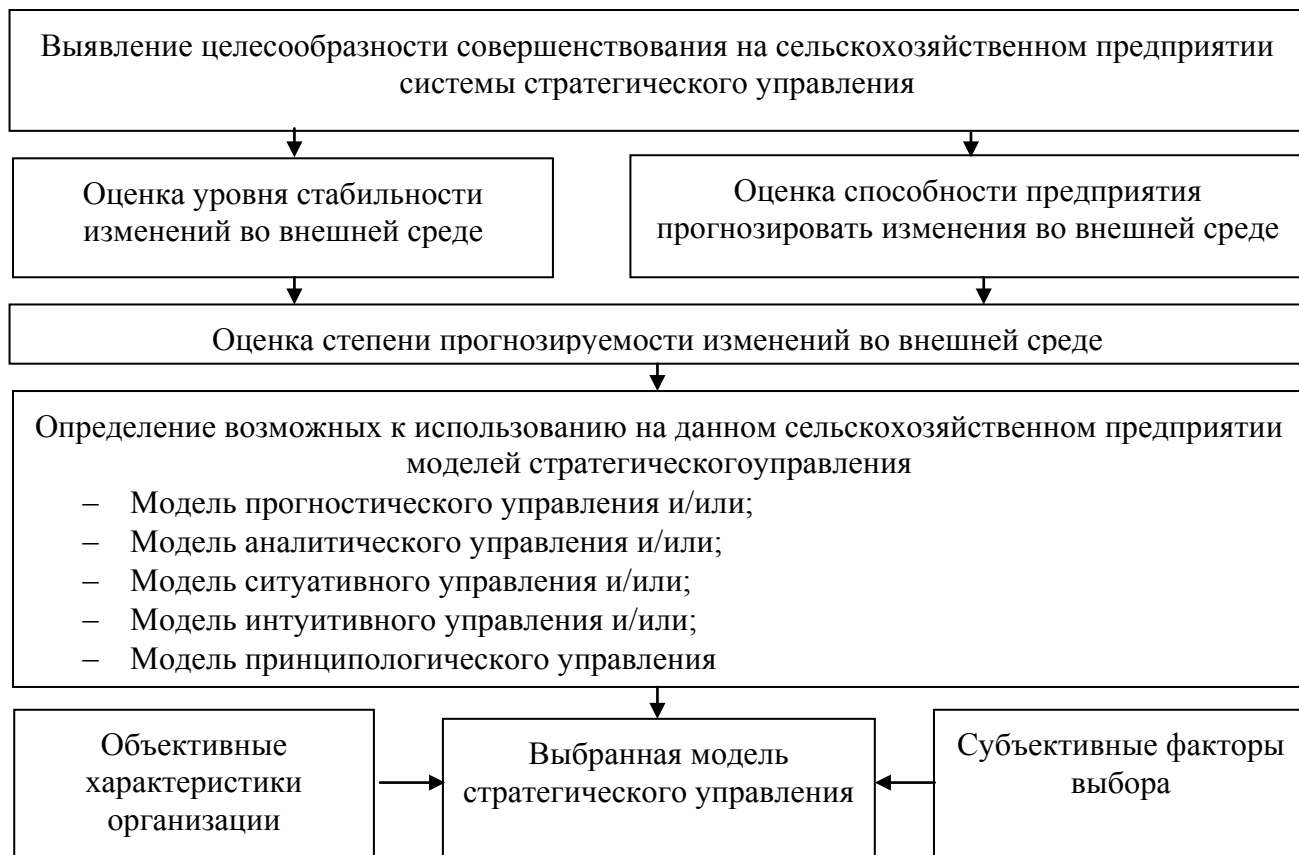 Выявление целесообразности совершенствования на сельскохозяйственном предприятии
системы стратегического управления
Оценка уровня стабильности
изменений во внешней среде
Оценка способности предприятия
прогнозировать изменения во внешней среде
Оценка степени прогнозируемости изменений во внешней среде
Определение возможных к использованию на данном сельскохозяйственном предприятии
моделей стратегическогоуправления
– Модель прогностического управления и/или;
– Модель аналитического управления и/или;
– Модель ситуативного управления и/или;
– Модель интуитивного управления и/или;
– Модель принципологического управления
Объективные
характеристики
организации
Выбранная модель
стратегического управления
Субъективные факторы
выбора